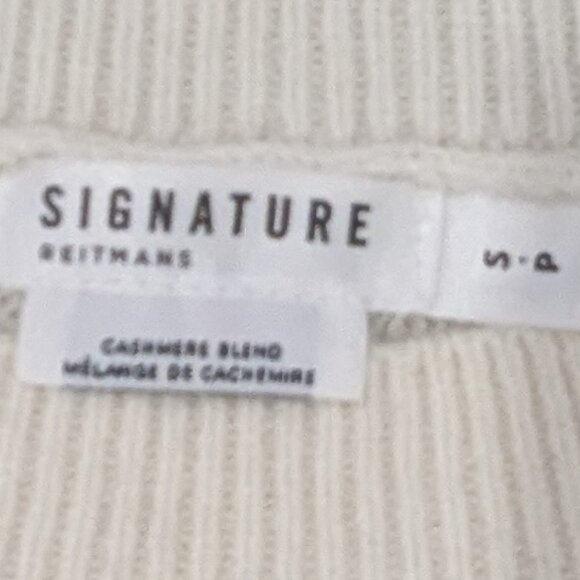 SIGNATURE
REITMANS
S-P
CASHMERE BLEND
MÉLANGE DE CACHEMIRE